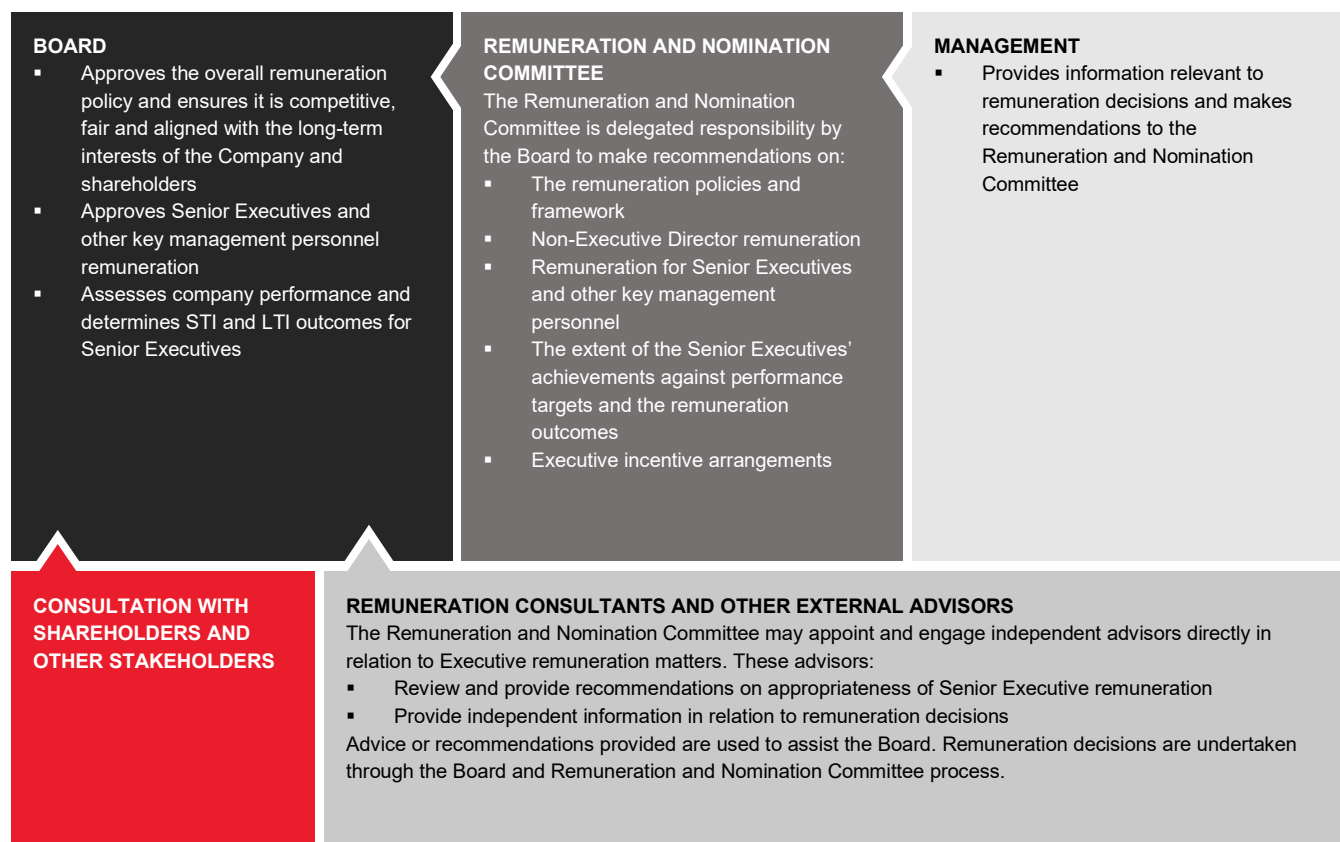 BOARD
▪ Approves the overall remuneration
policy and ensures it is competitive,
fair and aligned with the long-term
interests of the Company and
shareholders
▪ Approves Senior Executives and
other key management personnel
remuneration
▪ Assesses company performance and
determines STI and LTI outcomes for
Senior Executives
REMUNERATION AND NOMINATION
COMMITTEE
The Remuneration and Nomination
Committee is delegated responsibility by
the Board to make recommendations on:
▪ The remuneration policies and
framework
▪ Non-Executive Director remuneration
▪ Remuneration for Senior Executives
and other key management
personnel
▪ The extent of the Senior Executives’
achievements against performance
targets and the remuneration
outcomes
▪ Executive incentive arrangements
MANAGEMENT
▪ Provides information relevant to
remuneration decisions and makes
recommendations to the
Remuneration and Nomination
Committee
CONSULTATION WITH
SHAREHOLDERS AND
OTHER STAKEHOLDERS
REMUNERATION CONSULTANTS AND OTHER EXTERNAL ADVISORS
The Remuneration and Nomination Committee may appoint and engage independent advisors directly in
relation to Executive remuneration matters. These advisors:
▪ Review and provide recommendations on appropriateness of Senior Executive remuneration
▪ Provide independent information in relation to remuneration decisions
Advice or recommendations provided are used to assist the Board. Remuneration decisions are undertaken
through the Board and Remuneration and Nomination Committee process.